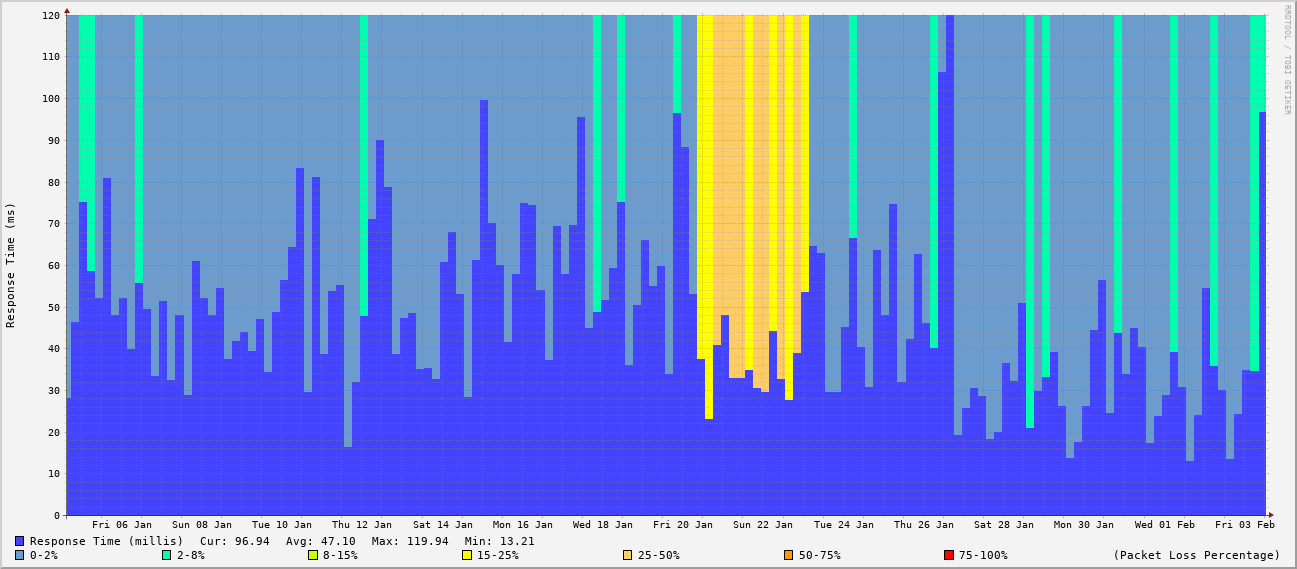 RRDTOOL / TOBI OETIKER
Response Time (ms)
120
110
100
90
80
70
60
50
40
30
20
10
0
Fri 06 Jan Sun 08 Jan Tue 10 Jan Thu 12 Jan Sat 14 Jan Mon 16 Jan Wed 18 Jan Fri 20 Jan Sun 22 Jan Tue 24 Jan Thu 26 Jan Sat 28 Jan Mon 30 Jan Wed 01 Feb Fri 03 Feb
Response Time (millis) Cur: 96.94 Avg: 47.10 Max: 119.94 Min: 13.21
0-2% 2-8% 8-15% 15-25% 25-50% 50-75% 75-100% (Packet Loss Percentage)